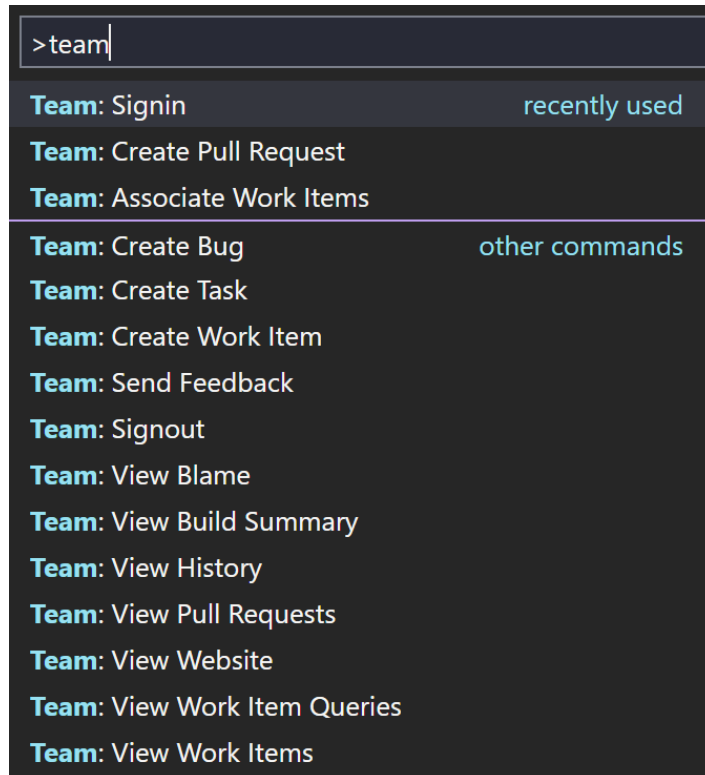 >team
Team: Signin recently used
Team: Create Pull Request
Team: Associate Work Items
Team: Create Bug other commands
Team: Create Task
Team: Create Work Item
Team: Send Feedback
Team: Signout
Team: View Blame
Team: View Build Summary
Team: View History
Team: View Pull Requests
Team: View Website
Team: View Work Item Queries
Team: View Work Items